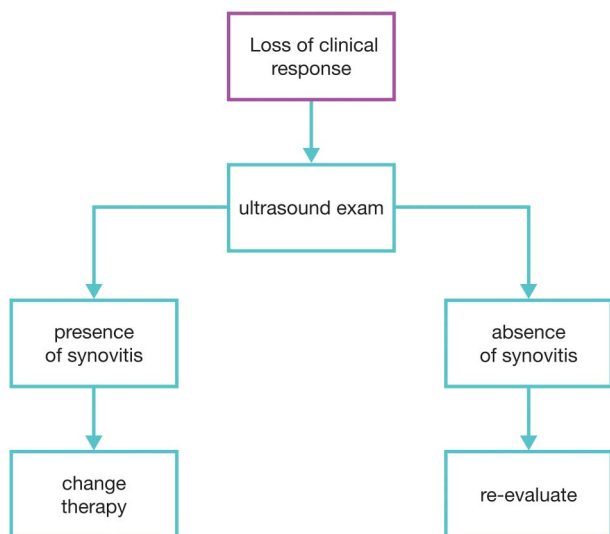 Loss of clinical
response
ultrasound exam
presence
of synovitis
absence
of synovitis
change
therapy
re-evaluate